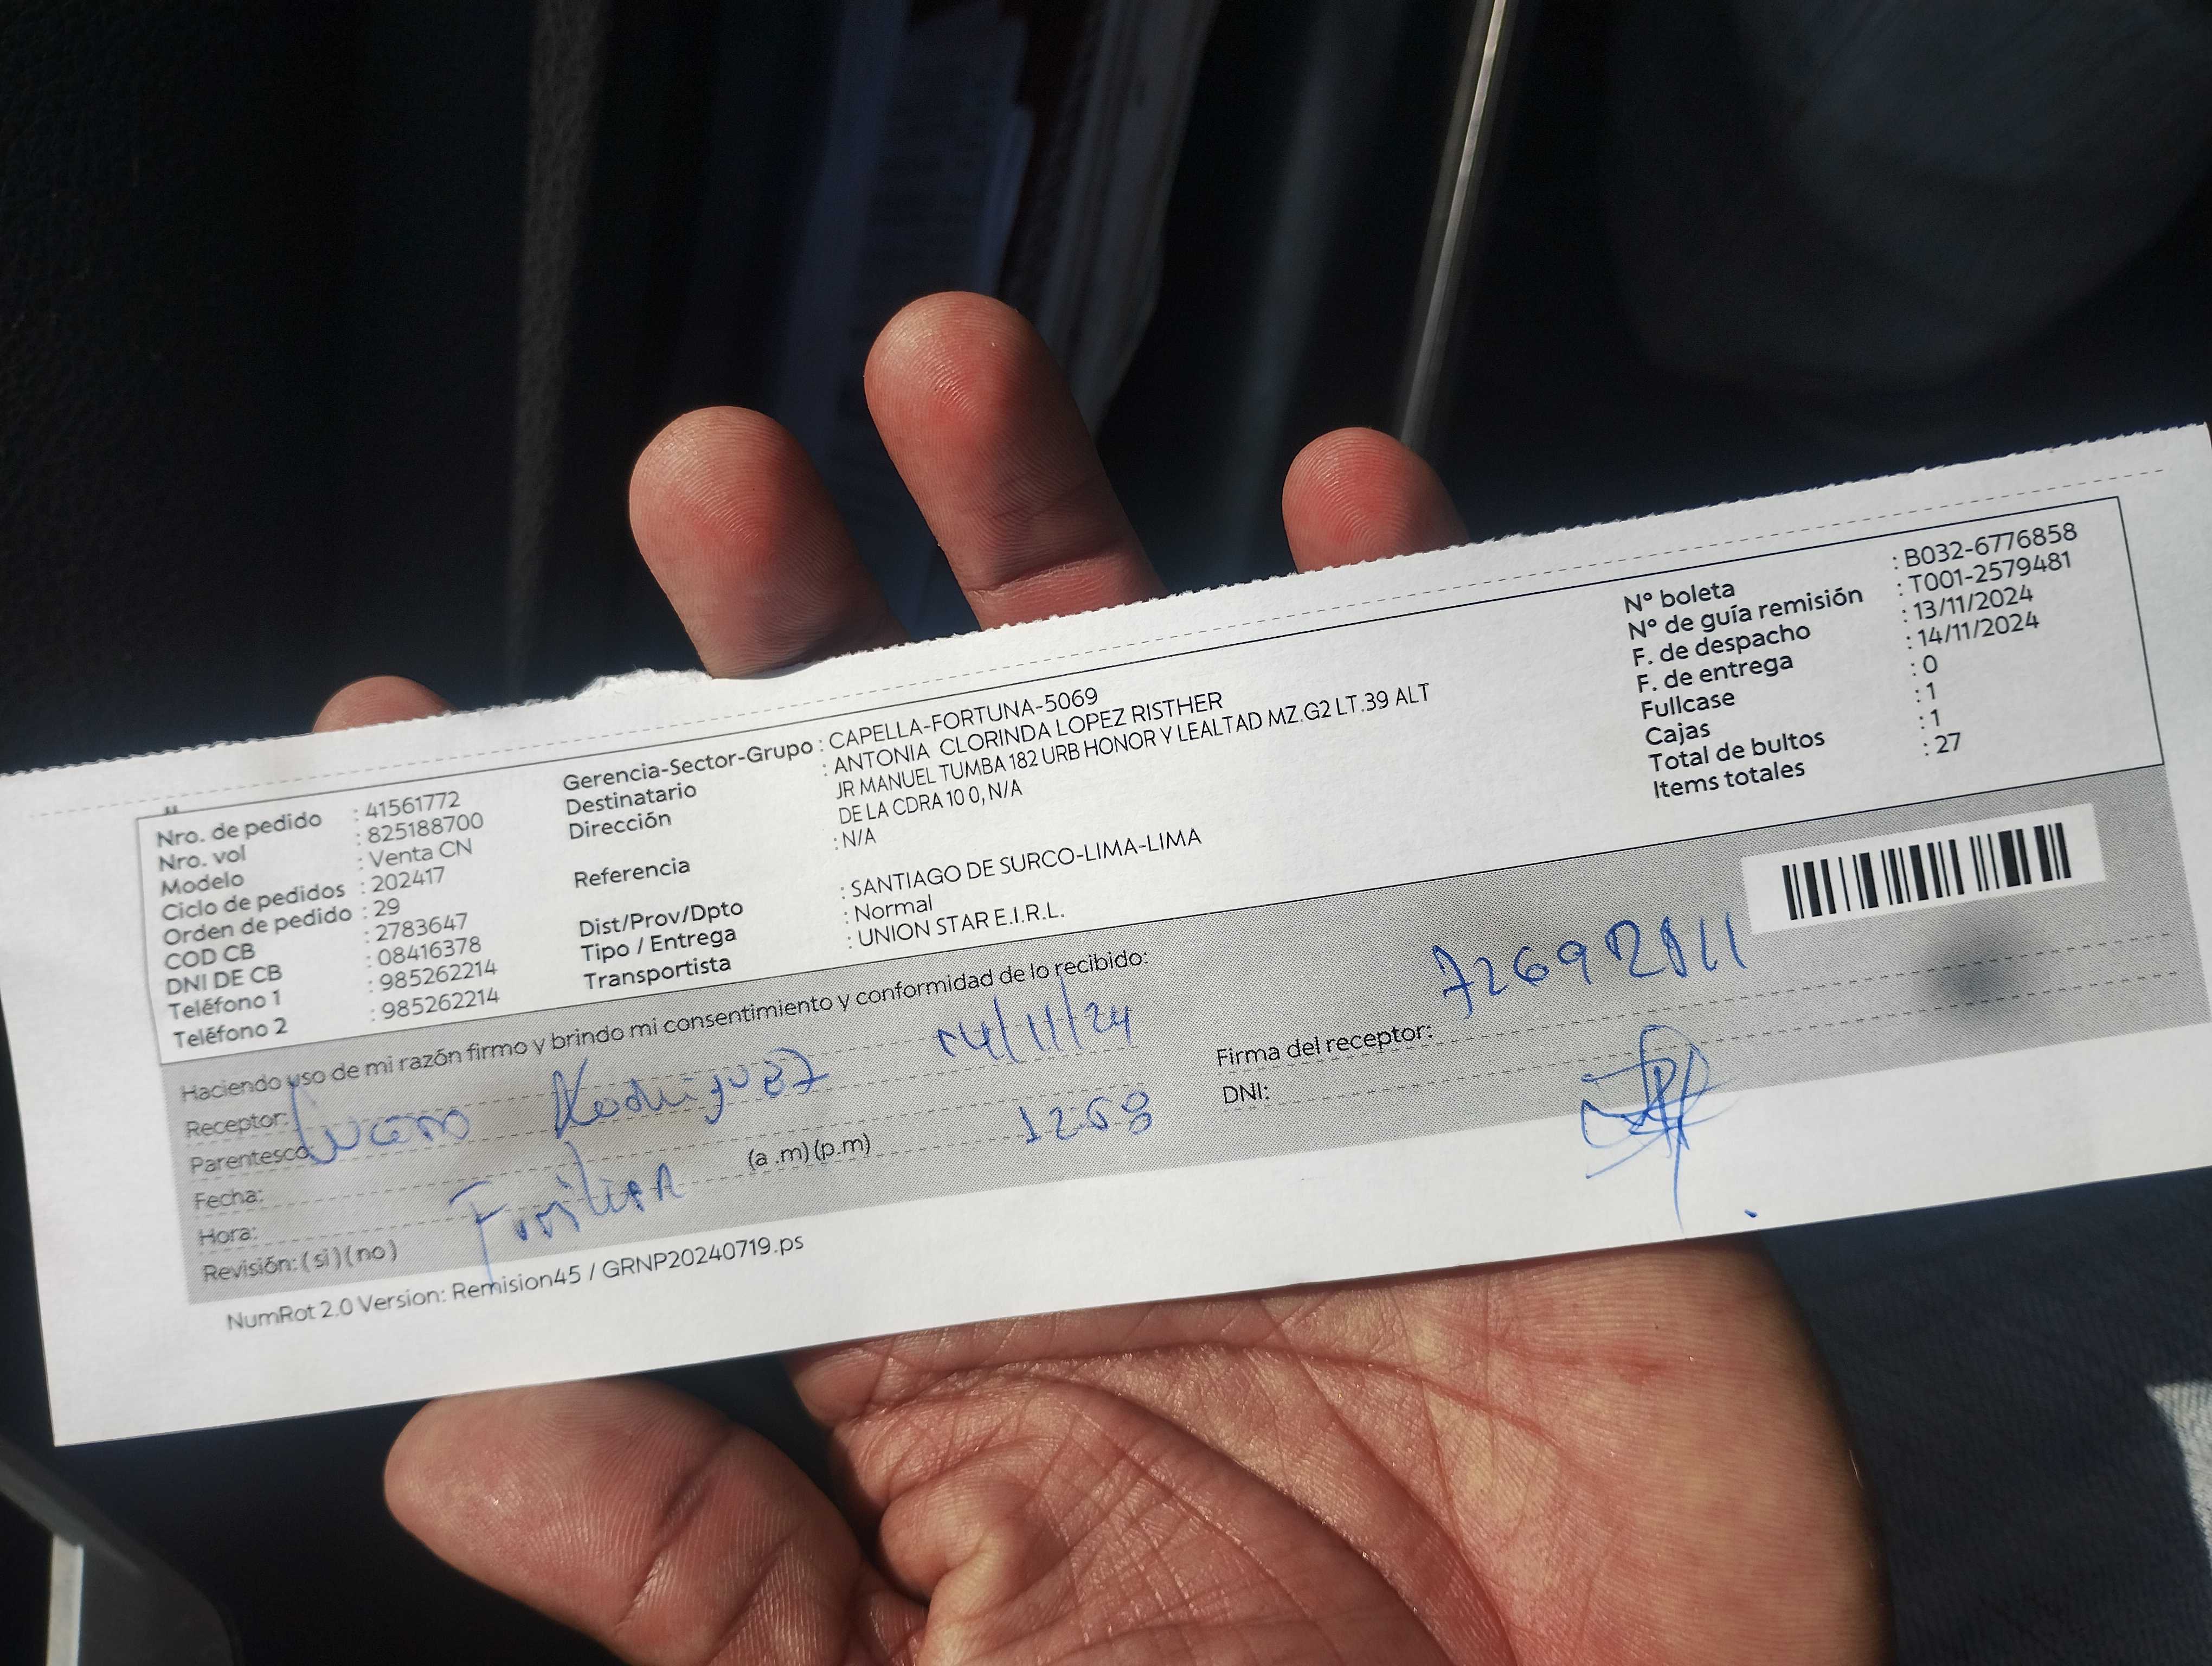 Nro. de pedido : 41561772
Nro. vol : 825188700
Modelo : Venta CN
Ciclo de pedidos : 202417
Orden de pedido : 29
COD CB : 2783647
DNI DE CB : 08416378
Teléfono 1 : 985262214
Teléfono 2 : 985262214
Gerencia-Sector-Grupo : CAPELLA-FORTUNA-5069
Destinatario : ANTONIA CLORINDA LOPEZ RISTHER
Dirección JR MANUEL TUMBA 182 URB HONOR Y LEALTAD MZ.G2 LT.39 ALT
DE LA CDRA 10 0, N/A
Referencia : N/A
Dist/Prov/Dpto : SANTIAGO DE SURCO-LIMA-LIMA
Tipo / Entrega : Normal
Transportista : UNION STAR E.I.R.L.
N° boleta : B032-6776858
N° de guía remisión : T001-2579481
F. de despacho : 13/11/2024
F. de entrega : 14/11/2024
Fullcase : 0
Cajas : 1
Total de bultos : 1
Items totales : 27
Haciendo uso de mi razón firmo y brindo mi consentimiento y conformidad de lo recibido:
Receptor: Rodriguez 14/11/24
Parentesco
Fecha:
Hora: (a .m) (p.m) 1258
Revisión: ( si ) ( no ) Familiar
Firma del receptor:
DNI:
NumRot 2.0 Version: Remision45 / GRNP20240719.ps